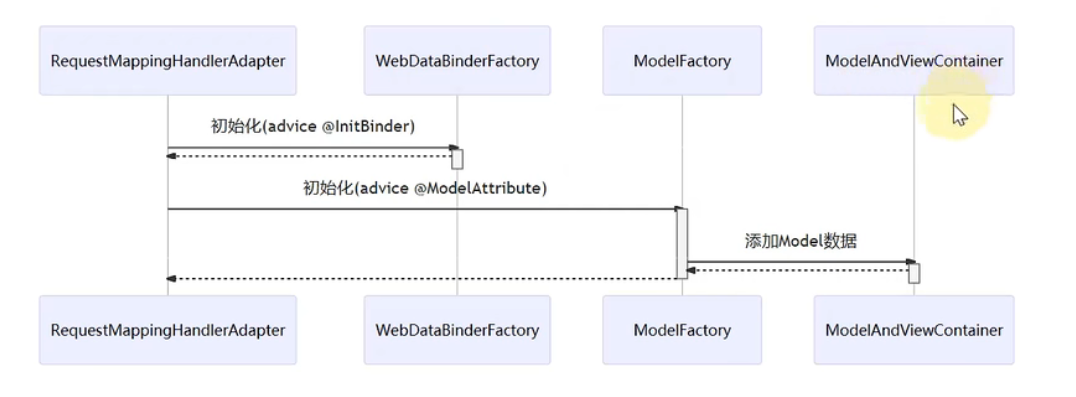 RequestMappingHandlerAdapter
WebDataBinderFactory
ModelFactory
ModelAndViewContainer
初始化(advice @InitBinder)
初始化(advice @ModelAttribute)
添加Model数据
RequestMappingHandlerAdapter
WebDataBinderFactory
ModelFactory
ModelAndViewContainer